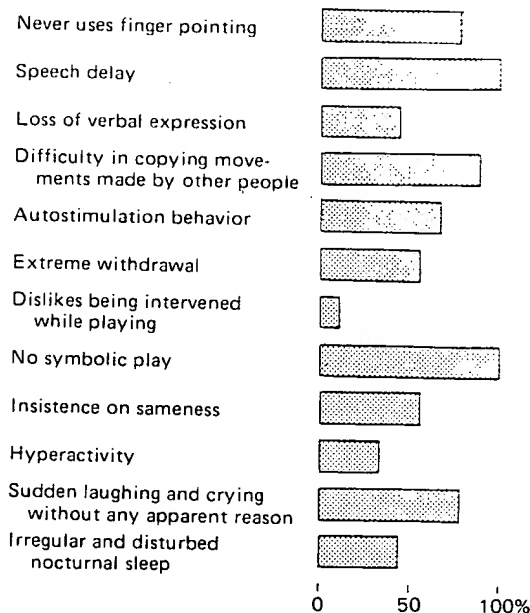 Never uses finger pointing
Speech delay
Loss of verbal expression
Difficulty in copying move-
ments made by other people
Autostimulation behavior
Extreme withdrawal
Dislikes being intervened
while playing
No symbolic play
Insistence on sameness
Hyperactivity
Sudden laughing and crying
without any apparent reason
Irregular and disturbed
nocturnal sleep
0 50 100%